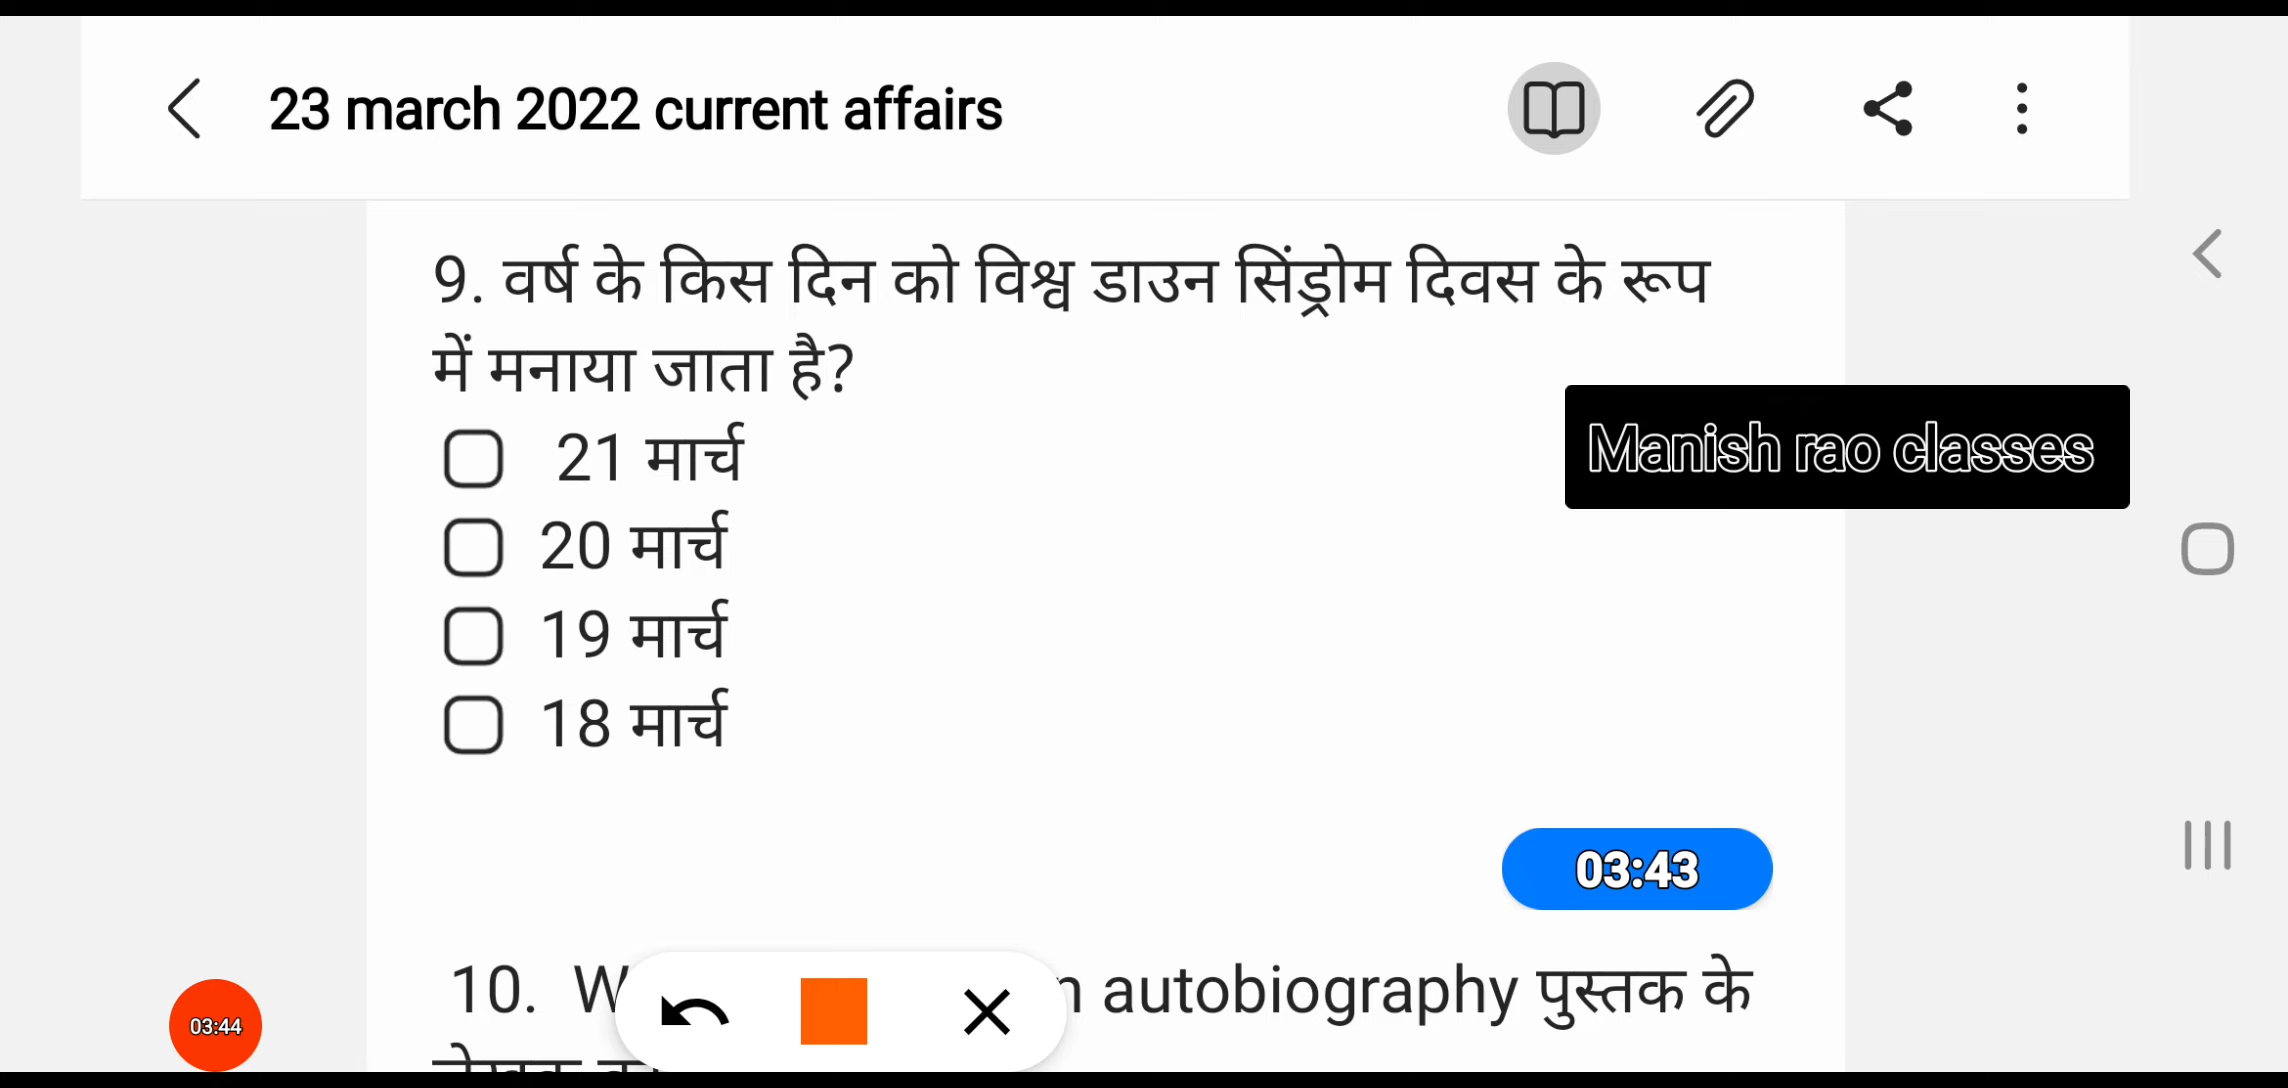 23 march 2022 current affairs
9. वर्ष के किस दिन को विश्व डाउन सिंड्रोम दिवस के रूप
में मनाया जाता है?
21 मार्च
Manish rao classes
20 मार्च
19 मार्च
18 मार्च
03:43
10. autobiography पुस्तक के
03:44